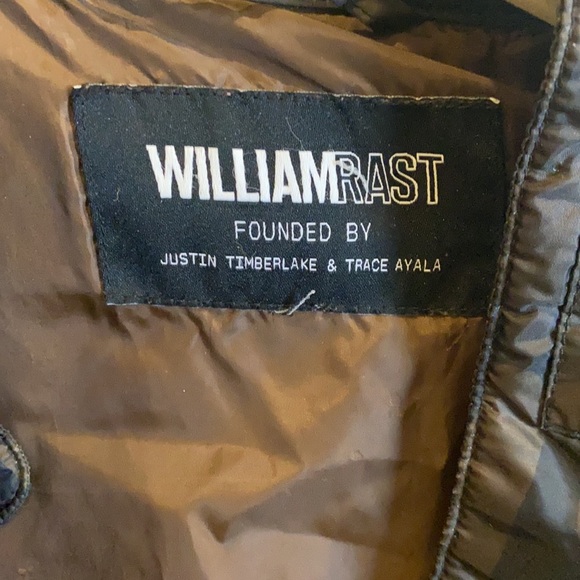 WILLIAMRAST
FOUNDED BY
JUSTIN TIMBERLAKE & TRACE AYALA